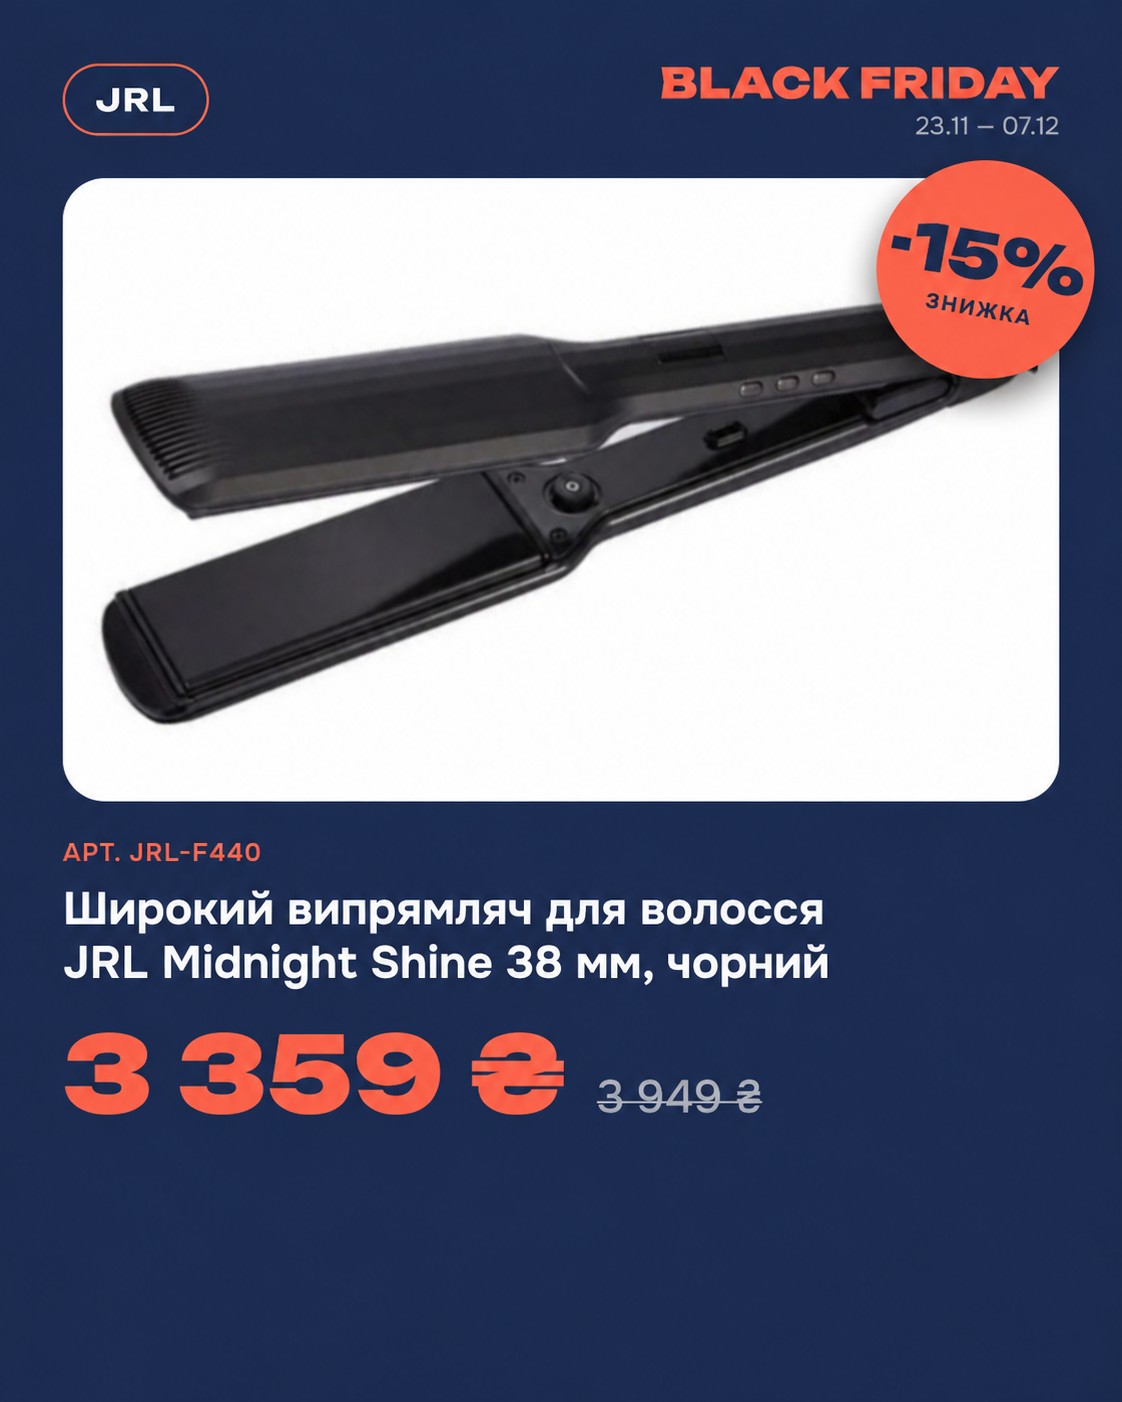 JRL
BLACK FRIDAY
23.11 – 07.12
-15%
ЗНИЖКА
АРТ. JRL-F440
Широкий випрямляч для волосся
JRL Midnight Shine 38 мм, чорний
3 359 ₴
3 949 ₴